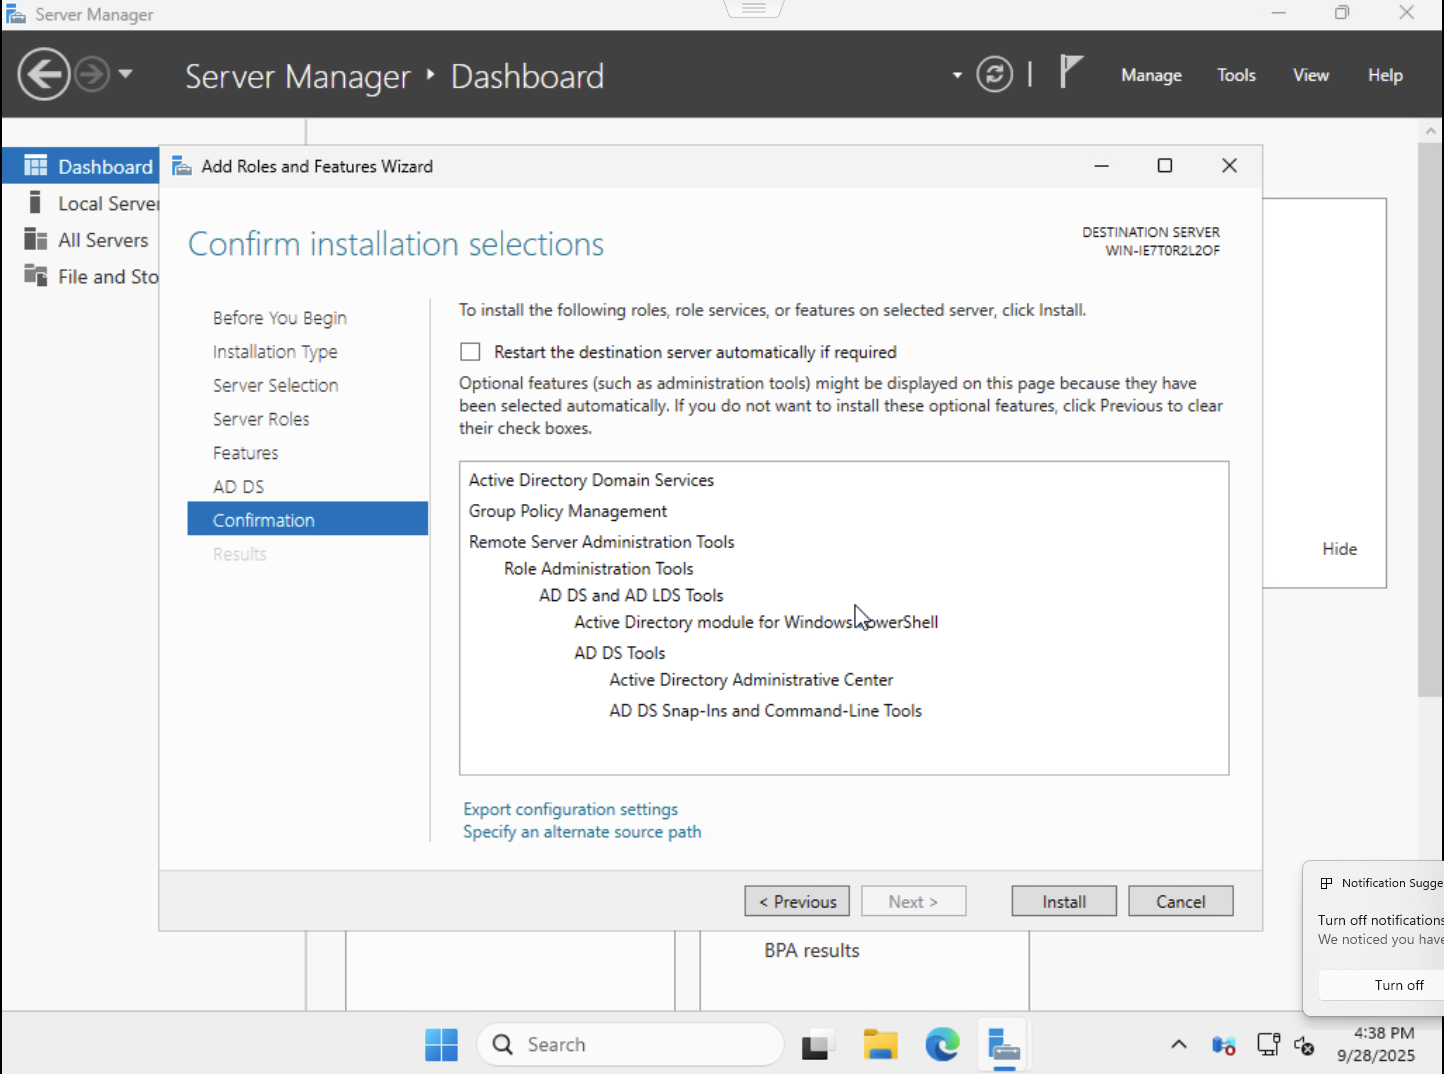 Server Manager
Server Manager ‣ Dashboard
Manage Tools View Help
Dashboard
Local Server
All Servers
File and Sto
Add Roles and Features Wizard
Confirm installation selections
DESTINATION SERVER
WIN-IE7T0R2L2OF
Before You Begin
Installation Type
Server Selection
Server Roles
Features
AD DS
Confirmation
Results
To install the following roles, role services, or features on selected server, click Install.
Restart the destination server automatically if required
Optional features (such as administration tools) might be displayed on this page because they have
been selected automatically. If you do not want to install these optional features, click Previous to clear
their check boxes.
Active Directory Domain Services
Group Policy Management
Remote Server Administration Tools
Role Administration Tools
AD DS and AD LDS Tools
Active Directory module for Windows PowerShell
AD DS Tools
Active Directory Administrative Center
AD DS Snap-Ins and Command-Line Tools
Export configuration settings
Specify an alternate source path
< Previous
Next >
Install
Cancel
Hide
BPA results
Notification Sugge
Turn off notifications
We noticed you have
Turn off
Search
4:38 PM
9/28/2025